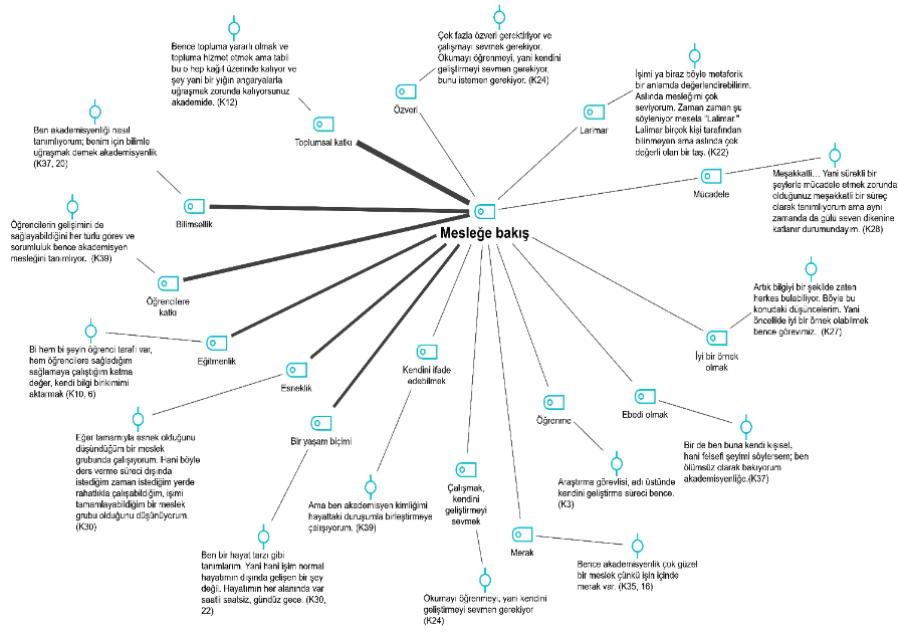 Bence topluma yararlı olmak ve
topluma hizmet etmek ama tabii
bu o hep kağıt üzerinde kalıyor ve
şey yani bir yığın angaryalarla
uğraşmak zorunda kalıyorsunuz
akademide. (K12)
Toplumsal katkı
Çok fazla özveri gerektiriyor ve
çalışmayı sevmek gerekiyor.
Okumayı öğrenmeyi, yani kendini
geliştirmeyi sevmen gerekiyor,
bunu istemen gerekiyor. (K24)
Özveri
İşimi ya biraz böyle metaforik
bir anlamda değerlendirebilirim.
Aslında mesleğimi çok
seviyorum. Zaman zaman şu
söyleniyor mesela "Lalimar."
Lalimar birçok kişi tarafından
bilinmeyen ama aslında çok
değerli olan bir taş. (K22)
Larimar
Meşakkatli... Yani sürekli bir
şeylerle mücadele etmek zorunda
olduğunuz meşakkatli bir süreç
olarak tanımlıyorum ama aynı
zamanda da gülü seven dikenine
katlanır durumundayım. (K28)
Mücadele
Ben akademisyenliği nasıl
tanımlıyorum; benim için bilimle
uğraşmak demek akademisyenlik
(K37, 20)
Bilimsellik
Mesleğe bakış
Öğrencilerin gelişimini de
sağlayabildiğini her türlü görev ve
sorumluluk bence akademisyen
mesleğini tanımlıyor. (K39)
Öğrencilere
katkı
Artık bilgiyi bir şekilde zaten
herkes bulabiliyor. Böyle bu
konudaki düşüncelerim. Yani
öncelikle iyi bir örnek olabilmek
bence görevimiz. (K27)
İyi bir örnek
olmak
Bi hem bi şeyin öğrenci tarafı var,
hem öğrencilere sağladığım
sağlamaya çalıştığım katma
değer, kendi bilgi birikimimi
aktarmak (K10, 6)
Eğitmenlik
Esneklik
Kendini ifade
edebilmek
Eğer tamamıyla esnek olduğunu
düşündüğüm bir meslek
grubunda çalışıyorum. Hani böyle
ders verme süreci dışında
istediğim zaman istediğim yerde
rahatlıkla çalışabildiğim, işimi
tamamlayabildiğim bir meslek
grubu olduğunu düşünüyorum.
(K30)
Bir yaşam biçimi
Öğrenme
Ebedi olmak
Bir de ben buna kendi kişisel,
hani felsefi şeyimi söylersem; ben
ölümsüz olarak bakıyorum
akademisyenliğe.(K37)
Araştırma görevlisi, adı üstünde
kendini geliştirme süreci bence.
(K3)
Çalışmak,
kendini
geliştirmeyi
sevmek
Ama ben akademisyen kimliğimi
hayattaki duruşumla birleştirmeye
çalışıyorum. (K39)
Merak
Ben bir hayat tarzı gibi
tanımlarım. Yani hani işim normal
hayatımın dışında gelişen bir şey
değil. Hayatımın her alanında var
saatli saatsiz, gündüz gece. (K30,
22)
Okumayı öğrenmeyi, yani kendini
geliştirmeyi sevmen gerekiyor
(K24)
Bence akademisyenlik çok güzel
bir meslek çünkü işin içinde
merak var. (K35, 16)